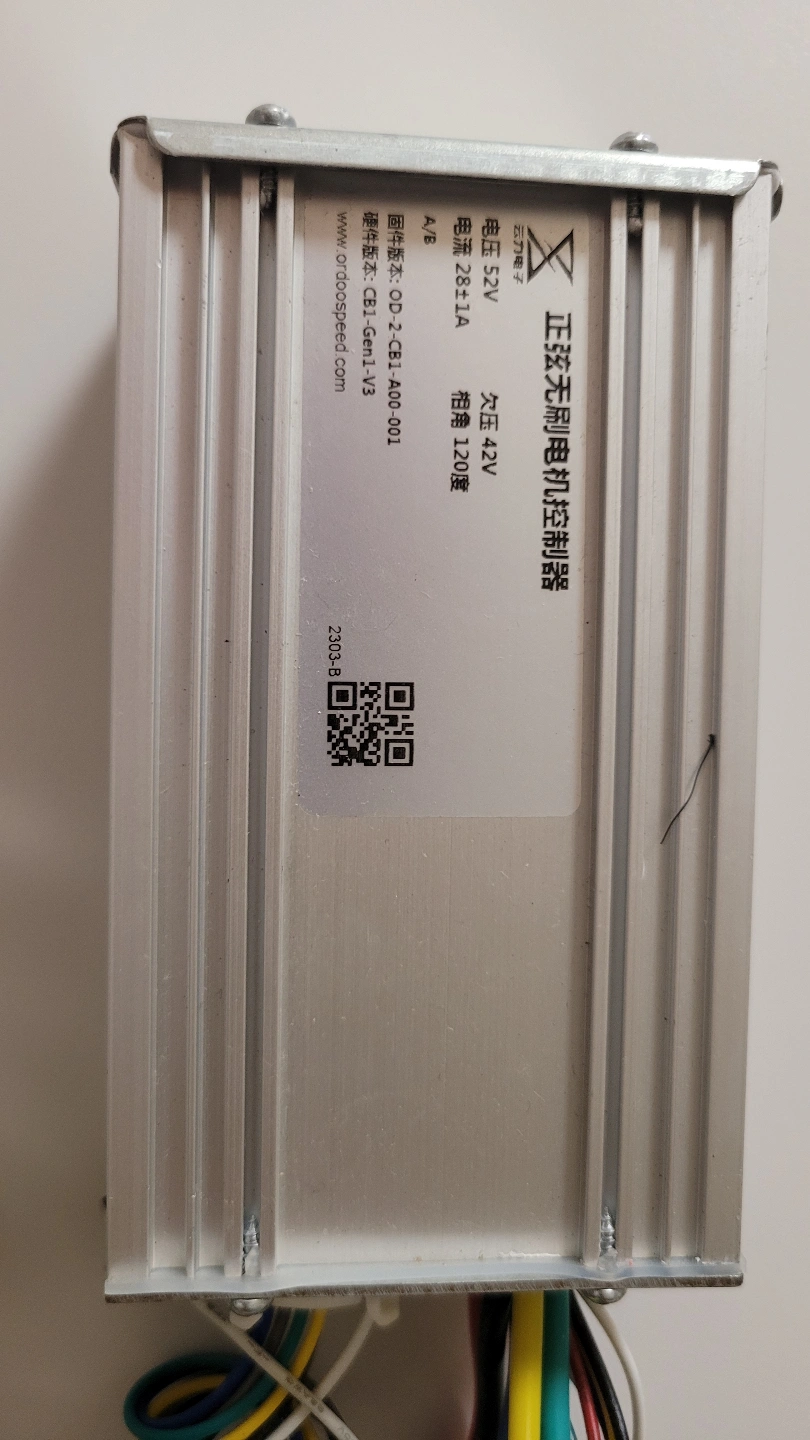 云力电子
正弦无刷电机控制器
电压 52V 欠压 42V
电流 28±1A 相角 120度
A/B
固件版本: OD-2-CB1-A00-001
硬件版本: CB1-Gen1-V3
www.ordoospeed.com
2303-B